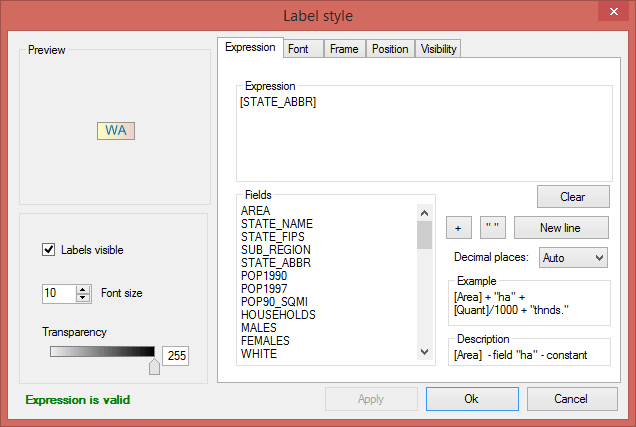 Label style
Preview
WA
Labels visible
10 Font size
Transparency
255
Expression is valid
Expression Font Frame Position Visibility
Expression
[STATE_ABBR]
Fields
AREA
STATE_NAME
STATE_FIPS
SUB_REGION
STATE_ABBR
POP1990
POP1997
POP90_SQMI
HOUSEHOLDS
MALES
FEMALES
WHITE
Clear
+ " " New line
Decimal places: Auto
Example
[Area] + "ha" +
[Quant]/1000 + "thnds."
Description
[Area] - field "ha" - constant
Apply Ok Cancel